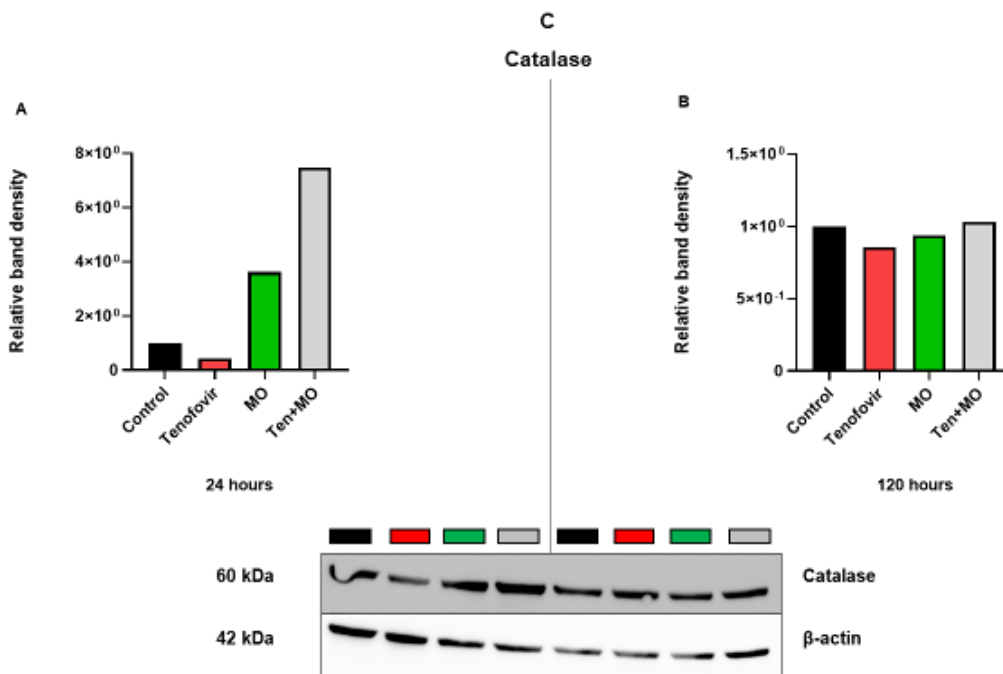 C
Catalase
A
Relative band density
8×10⁰
6×10⁰
4×10⁰
2×10⁰
0
Control
Tenofovir
MO
Ten+MO
24 hours
B
Relative band density
1.5×10⁰
1×10⁰
5×10⁻¹
0
Control
Tenofovir
MO
Ten+MO
120 hours
60 kDa
Catalase
42 kDa
β-actin